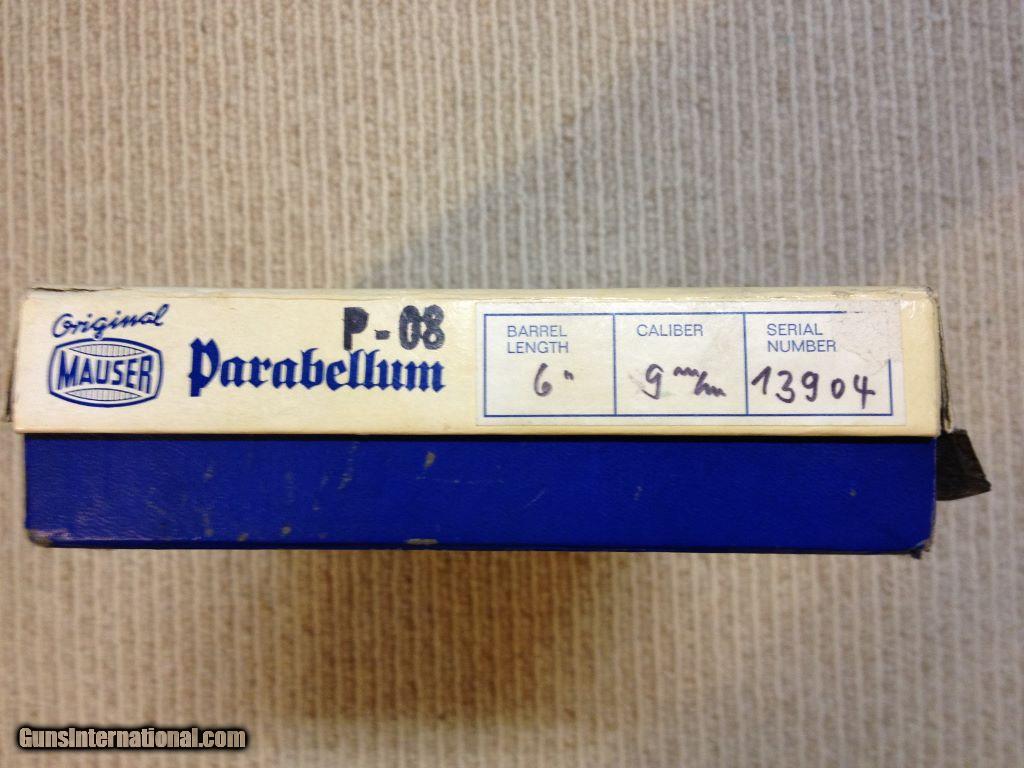 Original
MAUSER
P-08
Parabellum
BARREL LENGTH
6"
CALIBER
9 m/m
SERIAL NUMBER
13904
GunsInternational.com